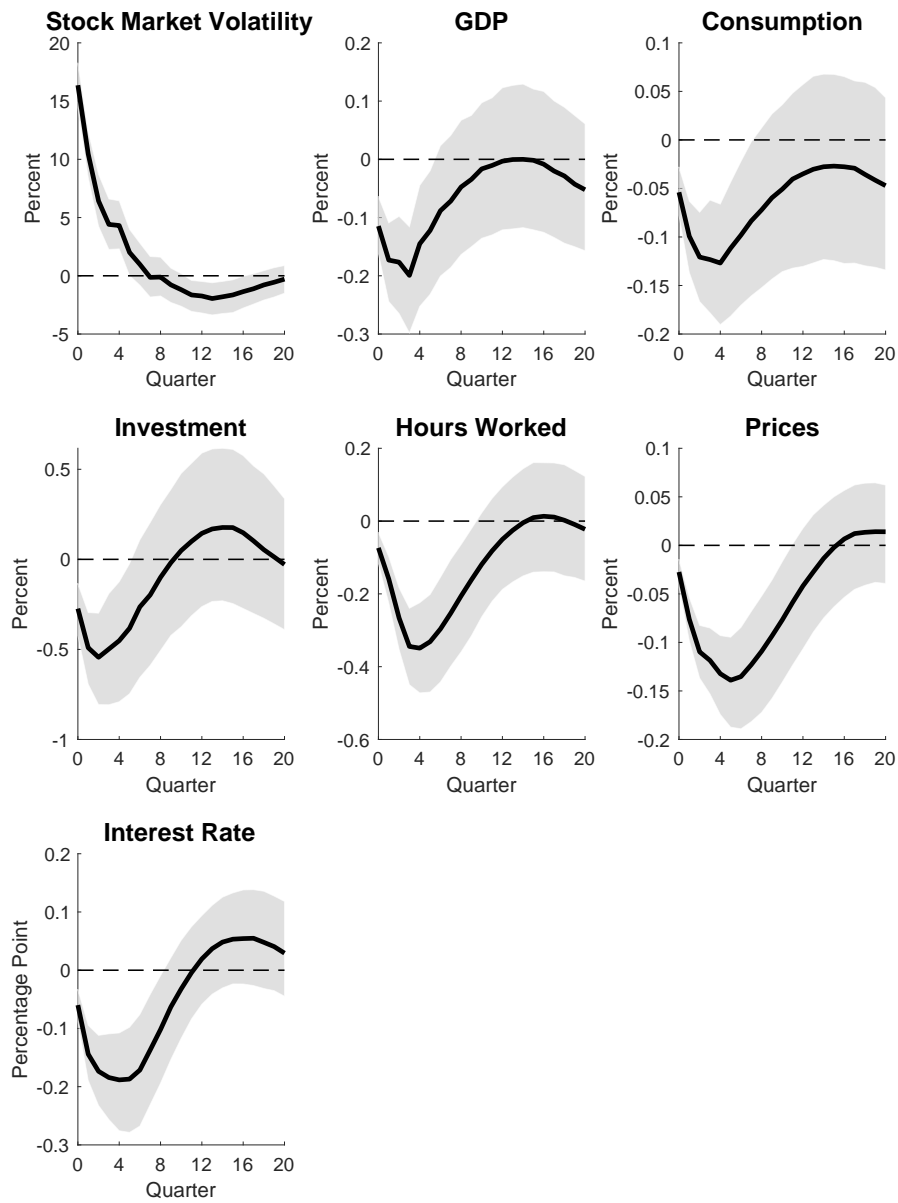 Stock Market Volatility
20
15
10
5
0
-5
Percent
0 4 8 12 16 20
Quarter
GDP
0.2
0.1
0
-0.1
-0.2
-0.3
Percent
0 4 8 12 16 20
Quarter
Consumption
0.1
0.05
0
-0.05
-0.1
-0.15
-0.2
Percent
0 4 8 12 16 20
Quarter
Investment
0.5
0
-0.5
-1
Percent
0 4 8 12 16 20
Quarter
Hours Worked
0.2
0
-0.2
-0.4
-0.6
Percent
0 4 8 12 16 20
Quarter
Prices
0.1
0.05
0
-0.05
-0.1
-0.15
-0.2
Percent
0 4 8 12 16 20
Quarter
Interest Rate
0.2
0.1
0
-0.1
-0.2
-0.3
Percentage Point
0 4 8 12 16 20
Quarter